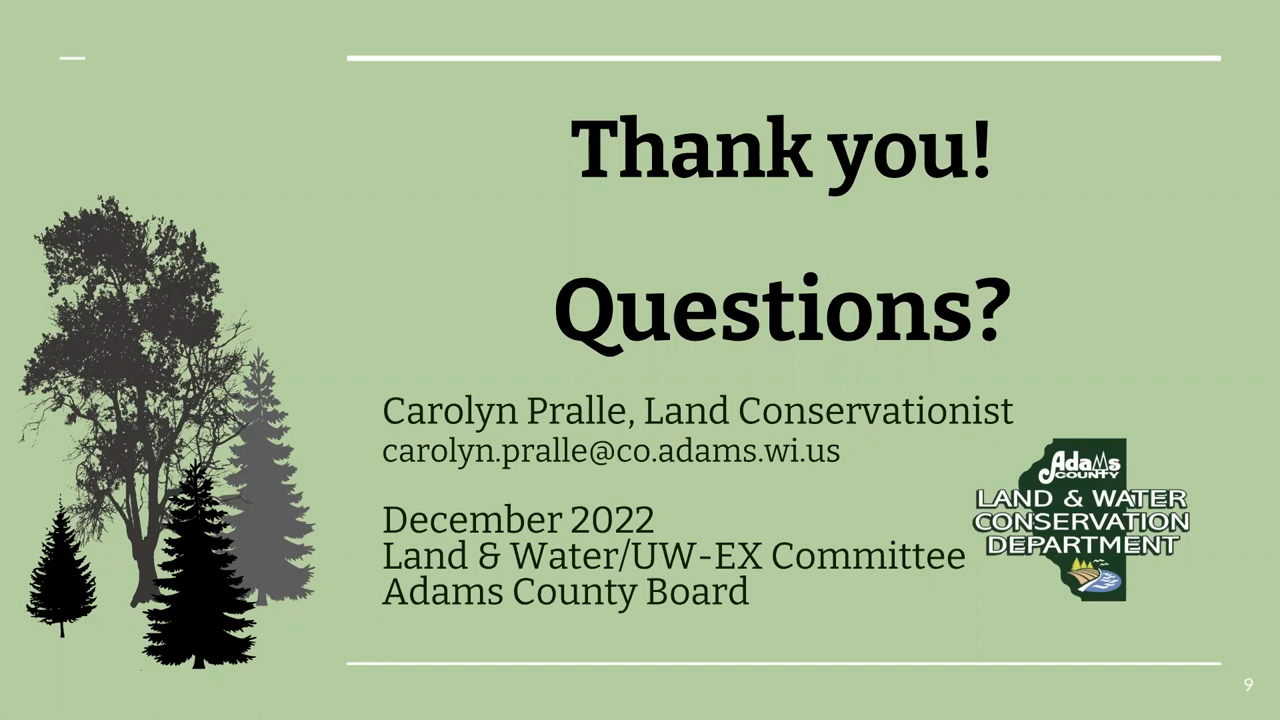 Thank you!
Questions?
Carolyn Pralle, Land Conservationist
carolyn.pralle@co.adams.wi.us
December 2022
Land & Water/UW-EX Committee
Adams County Board
Adams
COUNTY
LAND & WATER
CONSERVATION
DEPARTMENT
9